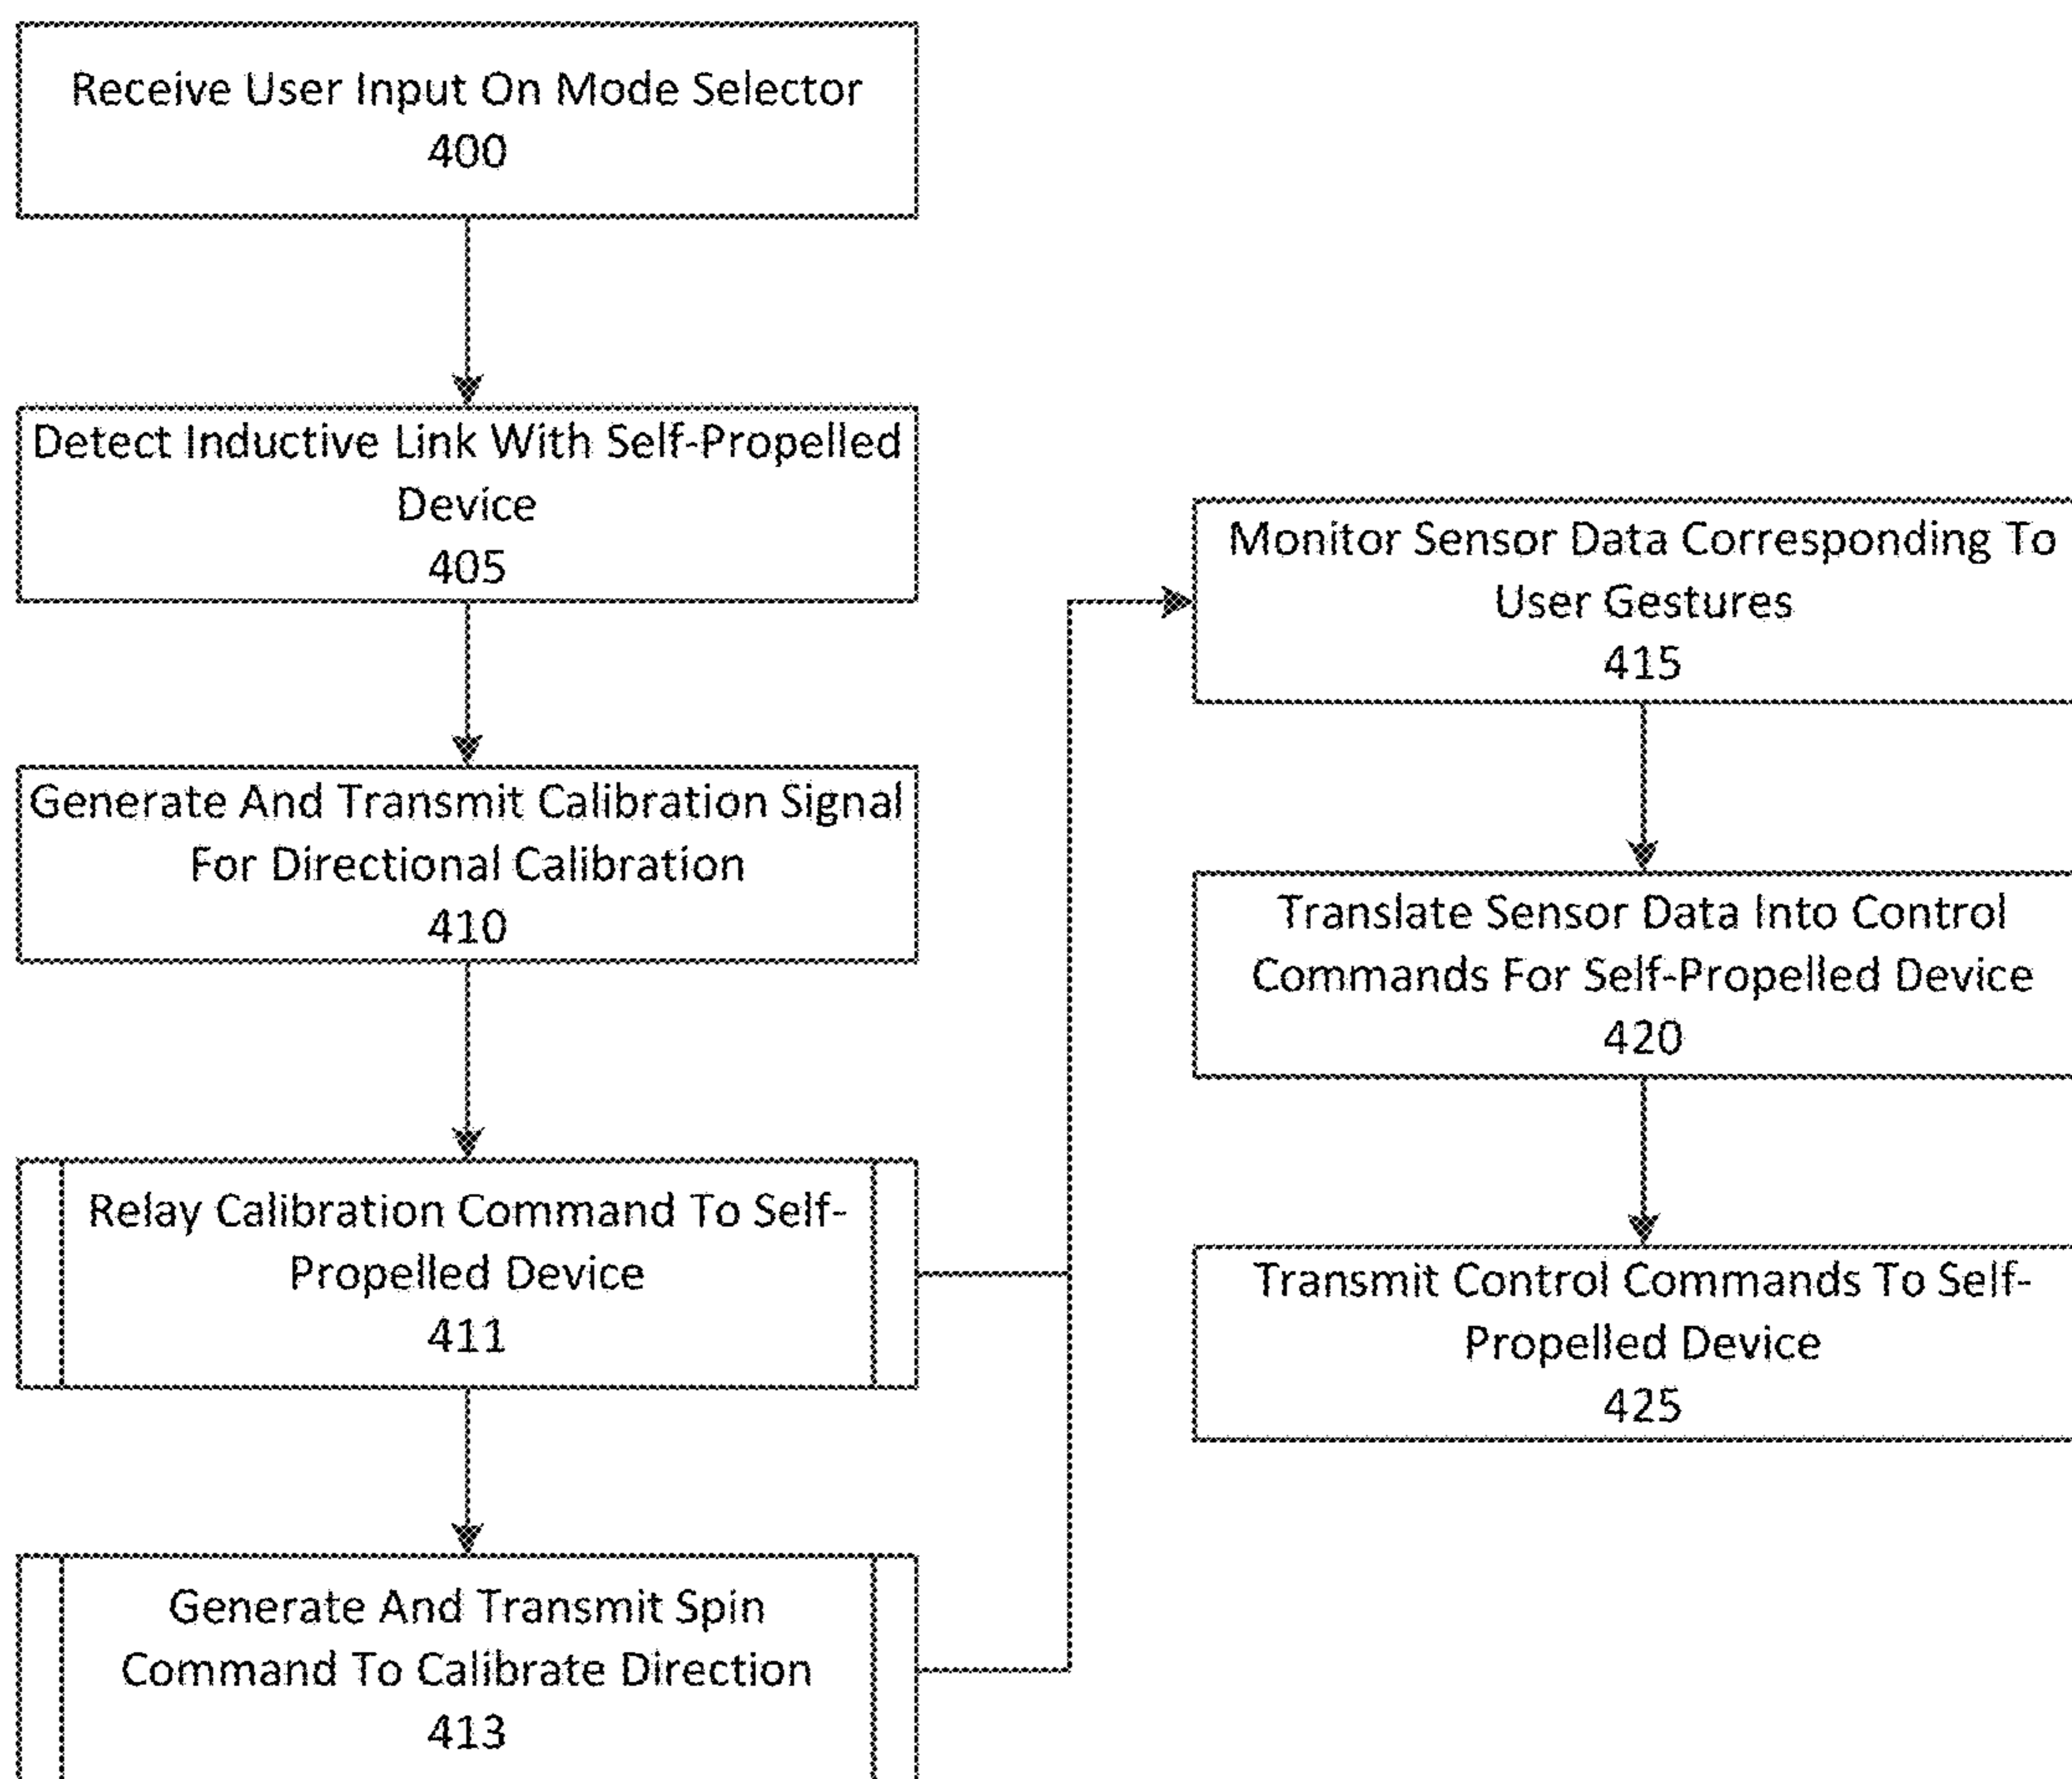 Receive User Input On Mode Selector
400
Detect Inductive Link With Self-Propelled
Device
405
Generate And Transmit Calibration Signal
For Directional Calibration
410
Relay Calibration Command To Self-
Propelled Device
411
Generate And Transmit Spin
Command To Calibrate Direction
413
Monitor Sensor Data Corresponding To
User Gestures
415
Translate Sensor Data Into Control
Commands For Self-Propelled Device
420
Transmit Control Commands To Self-
Propelled Device
425